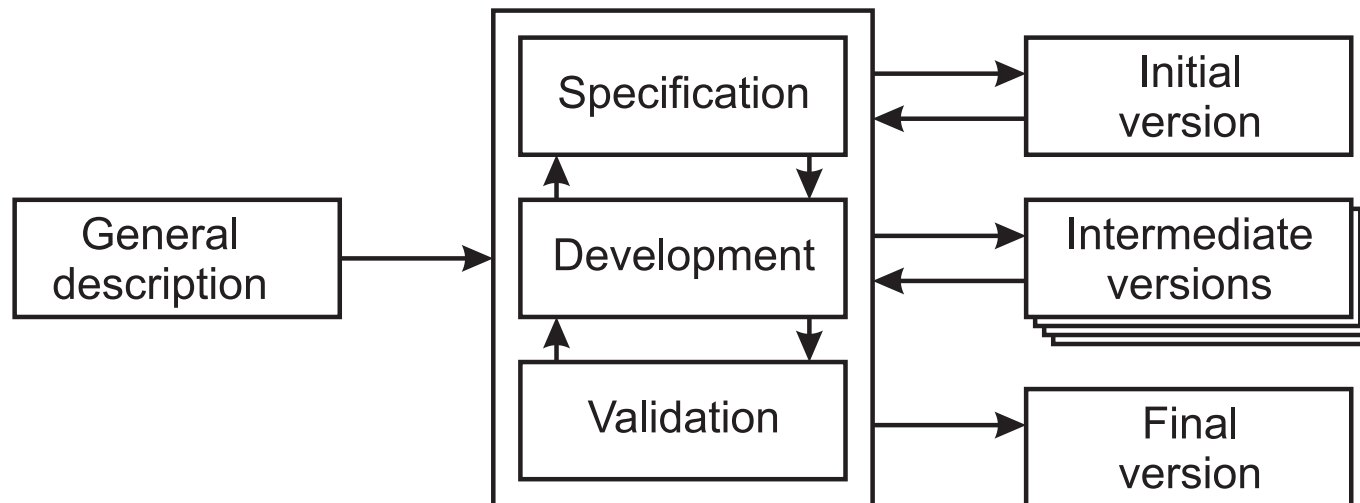 General
description
Specification
Development
Validation
Initial
version
Intermediate
versions
Final
version